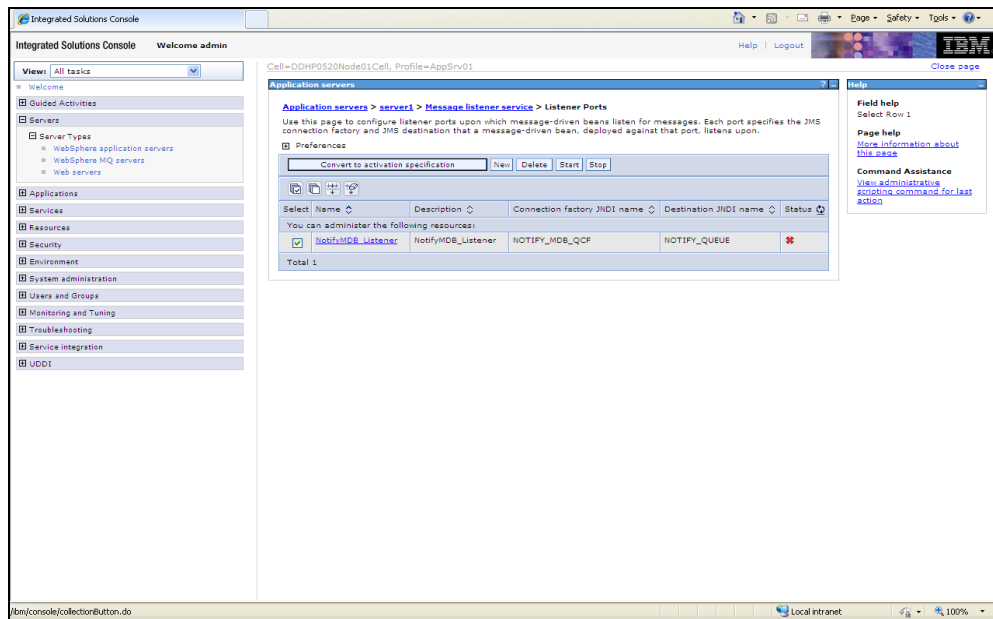 Integrated Solutions Console
Page Safety Tools
Integrated Solutions Console Welcome admin
Help | Logout
IBM
View: All tasks
Cell=DDHP0520Node01Cell, Profile=AppSrv01
Close page
Welcome
Guided Activities
Servers
Server Types
WebSphere application servers
WebSphere MQ servers
Web servers
Applications
Services
Resources
Security
Environment
System administration
Users and Groups
Monitoring and Tuning
Troubleshooting
Service integration
UDDI
Application servers ? -
Application servers > server1 > Message listener service > Listener Ports
Use this page to configure listener ports upon which message-driven beans listen for messages. Each port specifies the JMS
connection factory and JMS destination that a message-driven bean, deployed against that port, listens upon.
Preferences
Convert to activation specification New Delete Start Stop
Select Name Description Connection factory JNDI name Destination JNDI name Status
You can administer the following resources:
NotifyMDB_Listener NotifyMDB_Listener NOTIFY_MDB_QCF NOTIFY_QUEUE
Total 1
Help -
Field help
Select Row 1
Page help
More information about
this page
Command Assistance
View administrative
scripting command for last
action
/ibm/console/collectionButton.do
Local intranet
100%